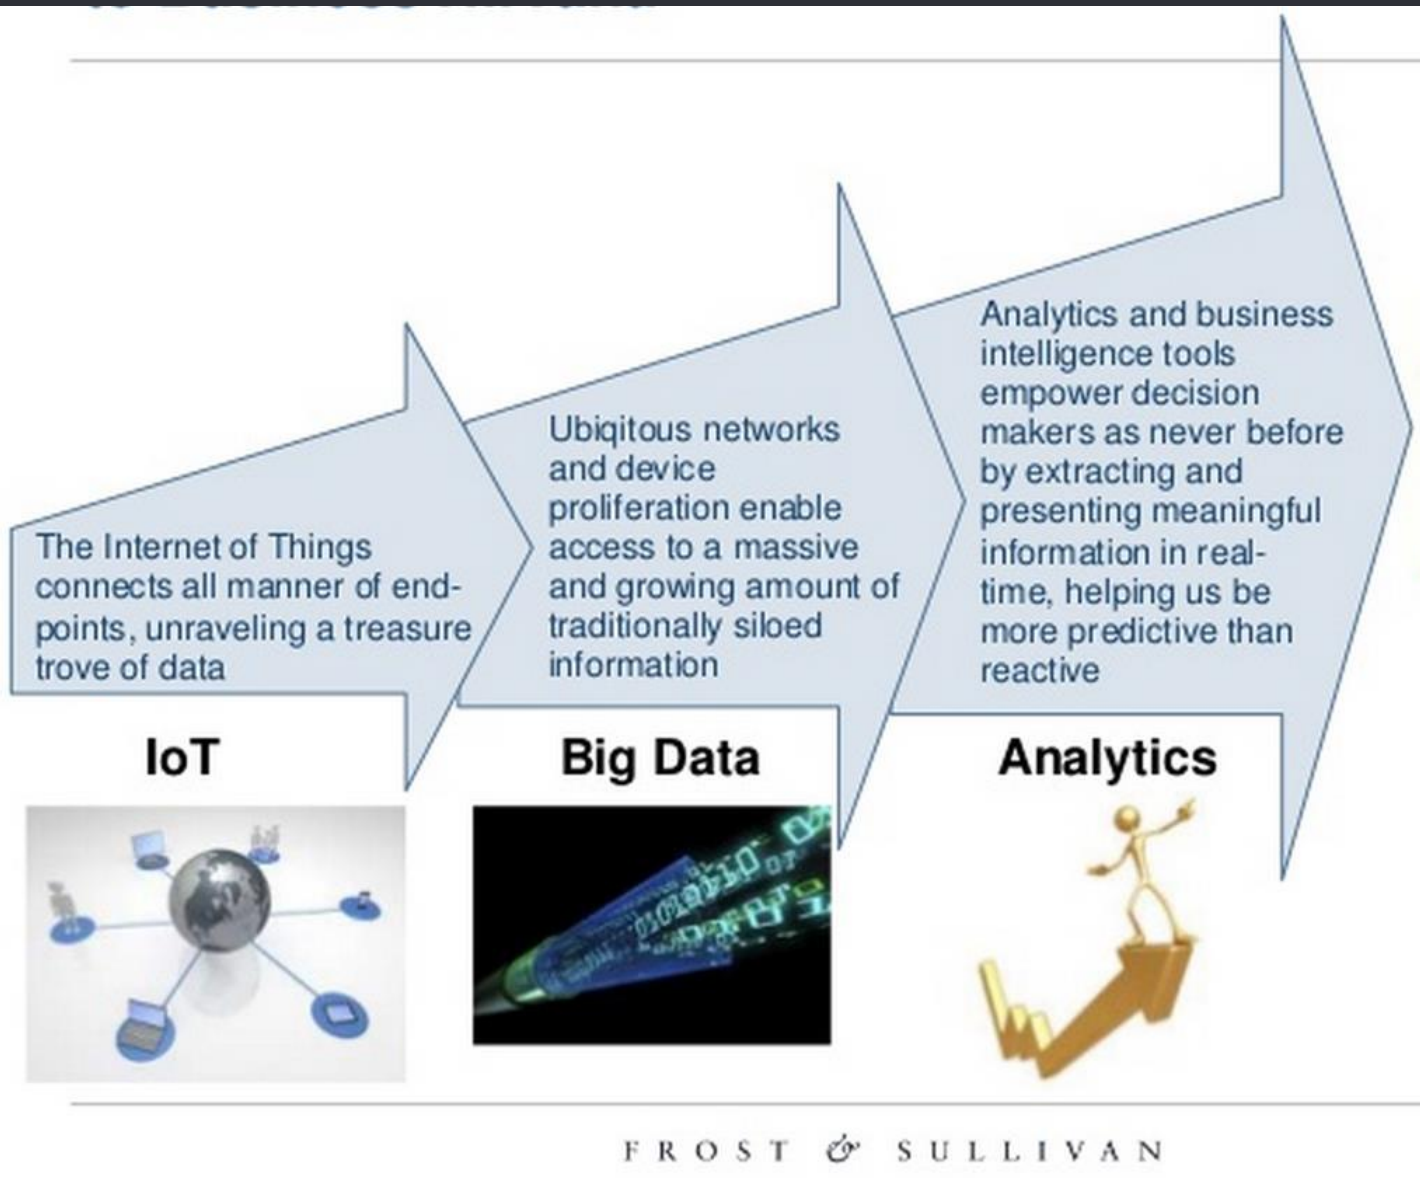 The Internet of Things
connects all manner of end-
points, unraveling a treasure
trove of data
Ubiqitous networks
and device
proliferation enable
access to a massive
and growing amount of
traditionally siloed
information
Analytics and business
intelligence tools
empower decision
makers as never before
by extracting and
presenting meaningful
information in real-
time, helping us be
more predictive than
reactive
IoT
Big Data
Analytics
FROST & SULLIVAN